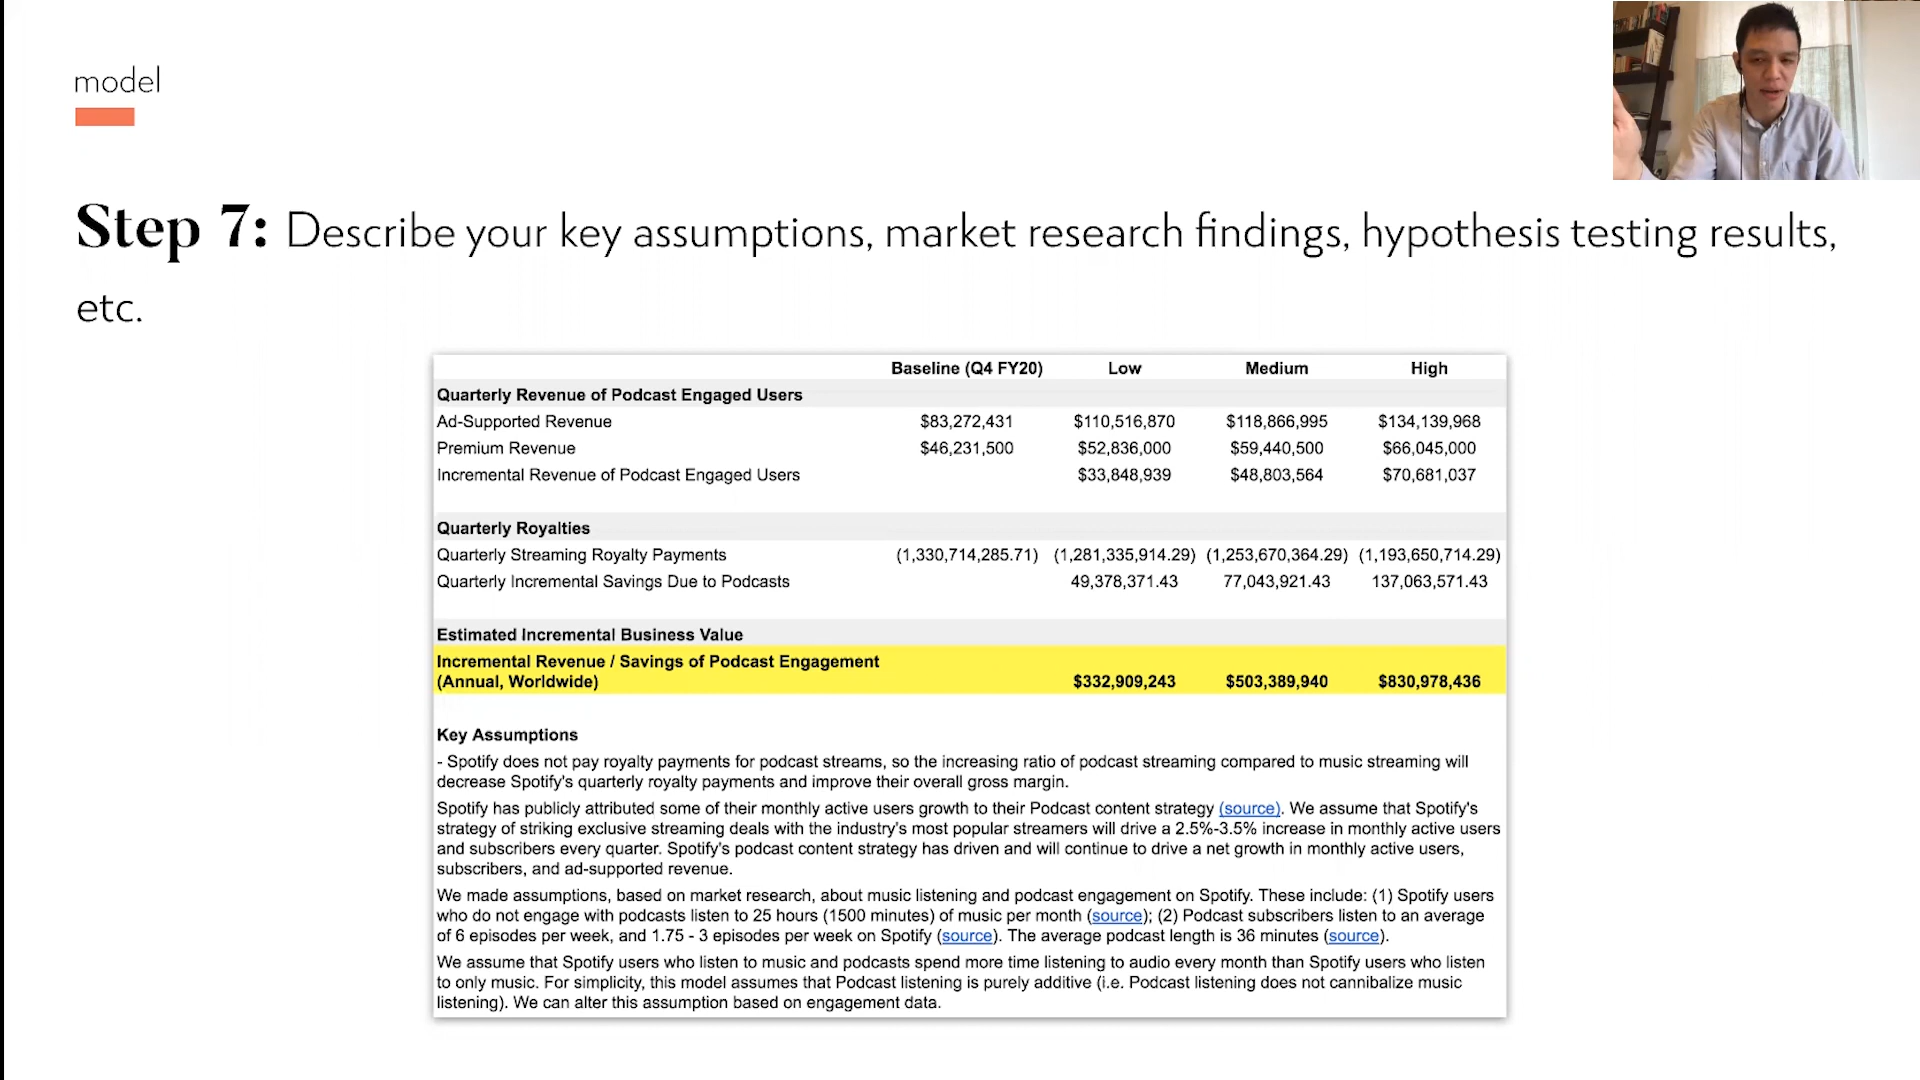 model
Step 7: Describe your key assumptions, market research findings, hypothesis testing results,
etc.
Baseline (Q4 FY20) Low Medium High
Quarterly Revenue of Podcast Engaged Users
Ad-Supported Revenue $83,272,431 $110,516,870 $118,866,995 $134,139,968
Premium Revenue $46,231,500 $52,836,000 $59,440,500 $66,045,000
Incremental Revenue of Podcast Engaged Users $33,848,939 $48,803,564 $70,681,037
Quarterly Royalties
Quarterly Streaming Royalty Payments (1,330,714,285.71) (1,281,335,914.29) (1,253,670,364.29) (1,193,650,714.29)
Quarterly Incremental Savings Due to Podcasts 49,378,371.43 77,043,921.43 137,063,571.43
Estimated Incremental Business Value
Incremental Revenue / Savings of Podcast Engagement
(Annual, Worldwide) $332,909,243 $503,389,940 $830,978,436
Key Assumptions
- Spotify does not pay royalty payments for podcast streams, so the increasing ratio of podcast streaming compared to music streaming will
decrease Spotify's quarterly royalty payments and improve their overall gross margin.
Spotify has publicly attributed some of their monthly active users growth to their Podcast content strategy (source). We assume that Spotify's
strategy of striking exclusive streaming deals with the industry's most popular streamers will drive a 2.5%-3.5% increase in monthly active users
and subscribers every quarter. Spotify's podcast content strategy has driven and will continue to drive a net growth in monthly active users,
subscribers, and ad-supported revenue.
We made assumptions, based on market research, about music listening and podcast engagement on Spotify. These include: (1) Spotify users
who do not engage with podcasts listen to 25 hours (1500 minutes) of music per month (source); (2) Podcast subscribers listen to an average
of 6 episodes per week, and 1.75 - 3 episodes per week on Spotify (source). The average podcast length is 36 minutes (source).
We assume that Spotify users who listen to music and podcasts spend more time listening to audio every month than Spotify users who listen
to only music. For simplicity, this model assumes that Podcast listening is purely additive (i.e. Podcast listening does not cannibalize music
listening). We can alter this assumption based on engagement data.